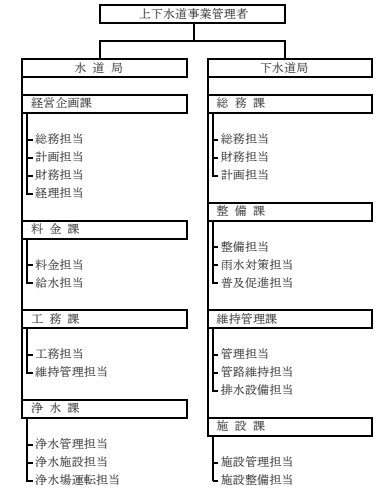 上下水道事業管理者
水 道 局
経営企画課
総務担当
計画担当
財務担当
経理担当
料 金 課
料金担当
給水担当
工 務 課
工務担当
維持管理担当
浄 水 課
浄水管理担当
浄水施設担当
浄水場運転担当
下水道局
総 務 課
総務担当
財務担当
計画担当
整 備 課
整備担当
雨水対策担当
普及促進担当
維持管理課
管理担当
管路維持担当
排水設備担当
施 設 課
施設管理担当
施設整備担当